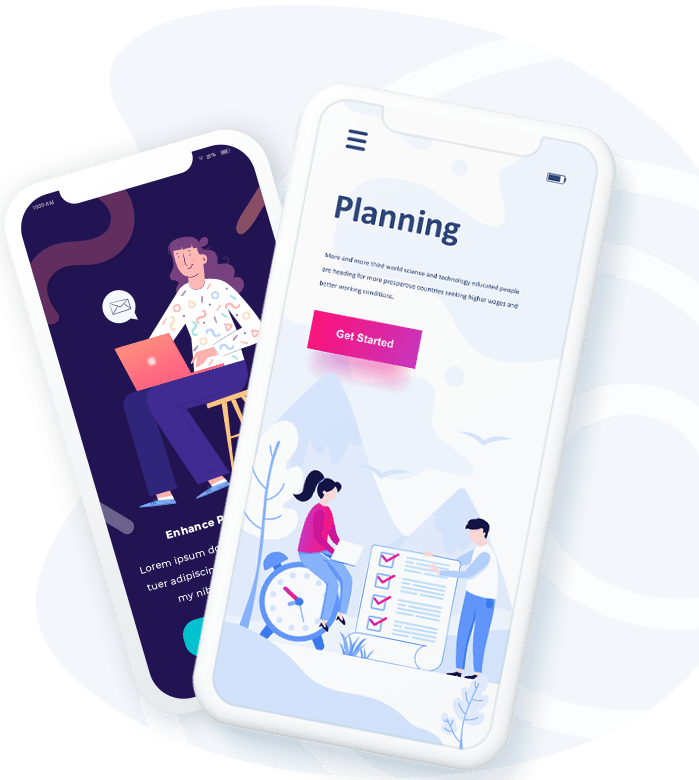 10:00 AM
Enhance P
Lorem ipsum do
tuer adipiscin
my nib
Planning
More and more third world science and technology educated people
are heading for more prosperous countries seeking higher wages and
better working conditions.
Get Started